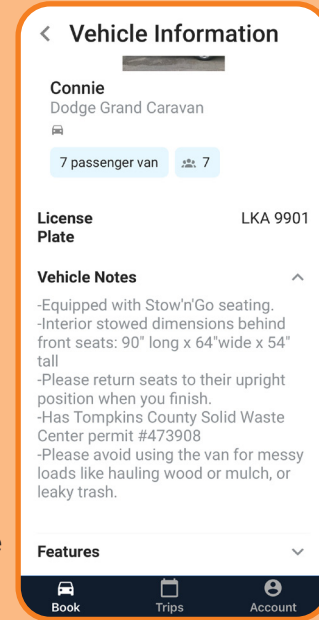 Vehicle Information
Connie
Dodge Grand Caravan
7 passenger van
7
License Plate
LKA 9901
Vehicle Notes
-Equipped with Stow'n'Go seating.
-Interior stowed dimensions behind
front seats: 90" long x 64"wide x 54"
tall
-Please return seats to their upright
position when you finish.
-Has Tompkins County Solid Waste
Center permit #473908
-Please avoid using the van for messy
loads like hauling wood or mulch, or
leaky trash.
e
Features
Book
Trips
Account